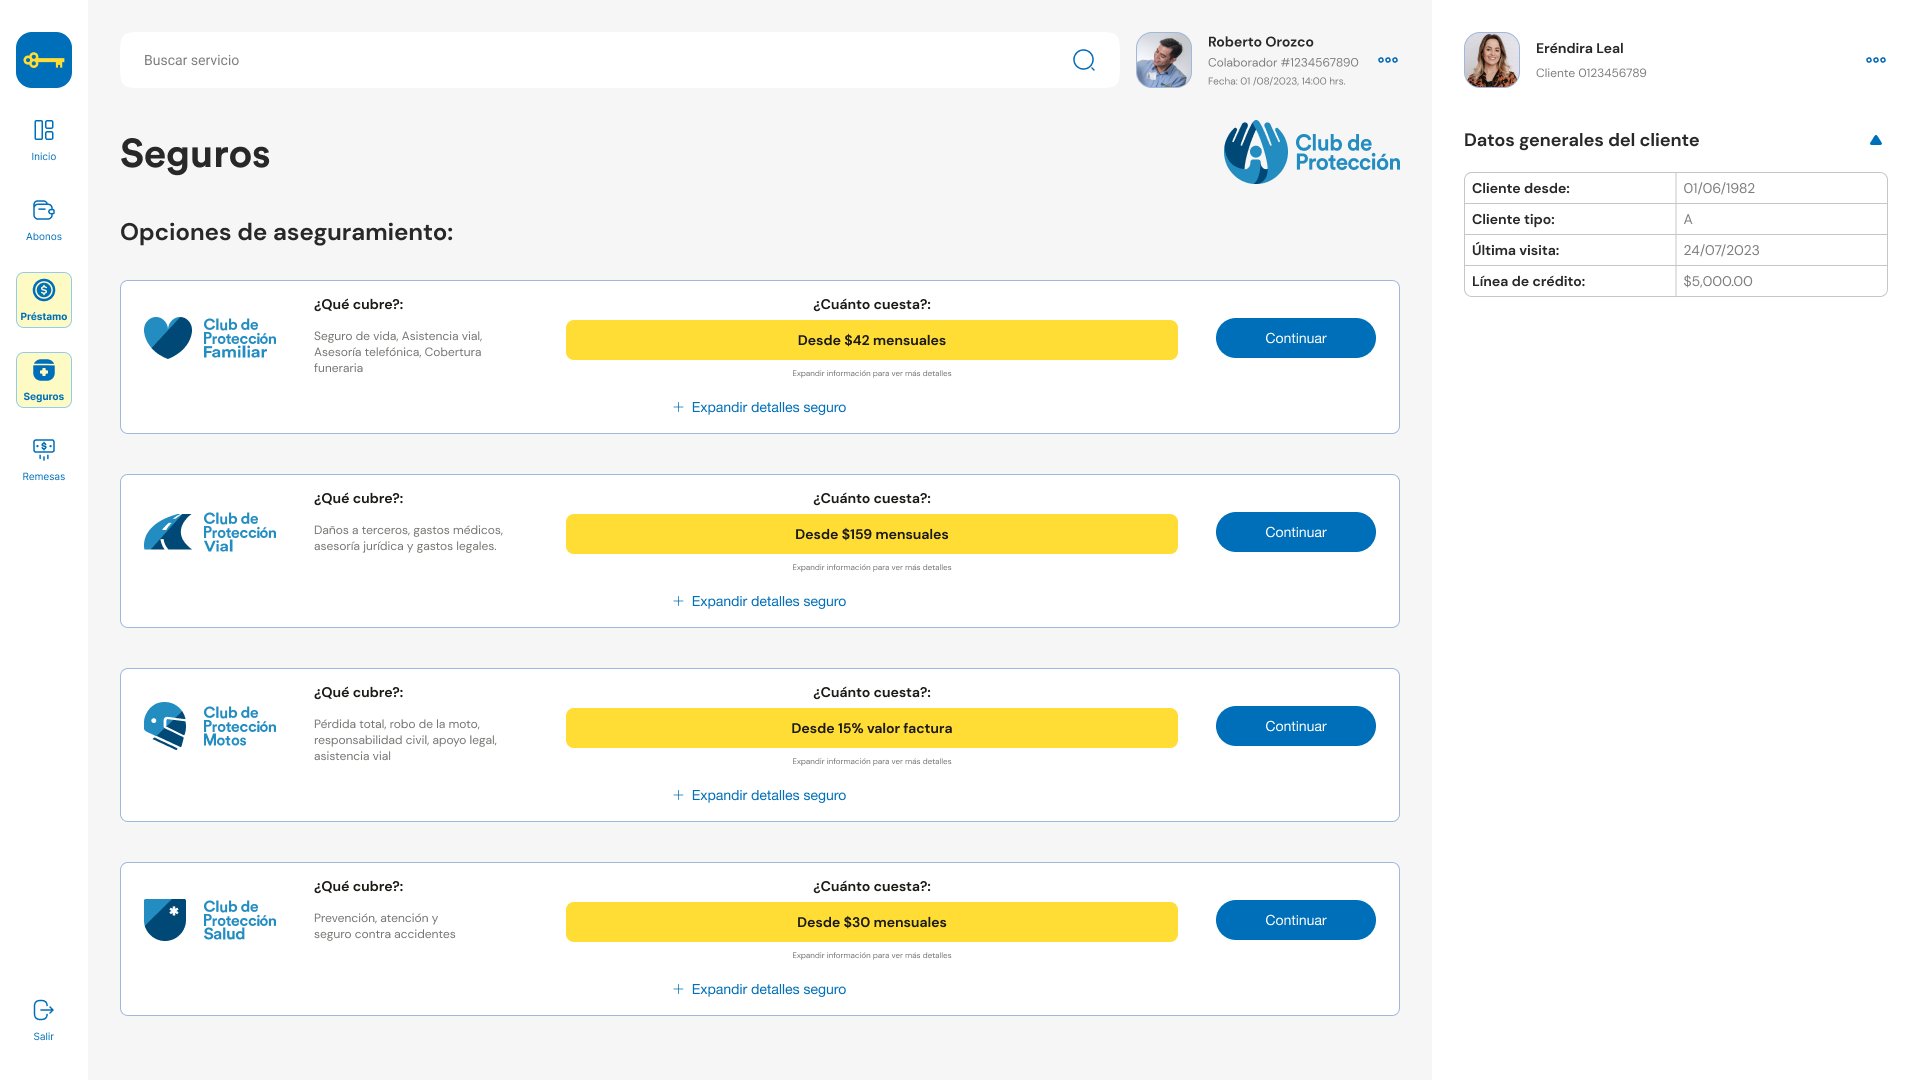 Inicio
Abonos
Préstamo
Seguros
Remesas
Salir
Buscar servicio
Roberto Orozco
Colaborador #1234567890
Fecha: 01 /08/2023, 14:00 hrs.
Seguros
Club de
Protección
Opciones de aseguramiento:
Club de
Protección
Familiar
¿Qué cubre?:
Seguro de vida, Asistencia vial,
Asesoría telefónica, Cobertura
funeraria
¿Cuánto cuesta?:
Desde $42 mensuales
Expandir información para ver más detalles
Continuar
+ Expandir detalles seguro
Club de
Protección
Vial
¿Qué cubre?:
Daños a terceros, gastos médicos,
asesoría jurídica y gastos legales.
¿Cuánto cuesta?:
Desde $159 mensuales
Expandir información para ver más detalles
Continuar
+ Expandir detalles seguro
Club de
Protección
Motos
¿Qué cubre?:
Pérdida total, robo de la moto,
responsabilidad civil, apoyo legal,
asistencia vial
¿Cuánto cuesta?:
Desde 15% valor factura
Expandir información para ver más detalles
Continuar
+ Expandir detalles seguro
Club de
Protección
Salud
¿Qué cubre?:
Prevención, atención y
seguro contra accidentes
¿Cuánto cuesta?:
Desde $30 mensuales
Expandir información para ver más detalles
Continuar
+ Expandir detalles seguro
Eréndira Leal
Cliente 0123456789
Datos generales del cliente
Cliente desde: 01/06/1982
Cliente tipo: A
Última visita: 24/07/2023
Línea de crédito: $5,000.00